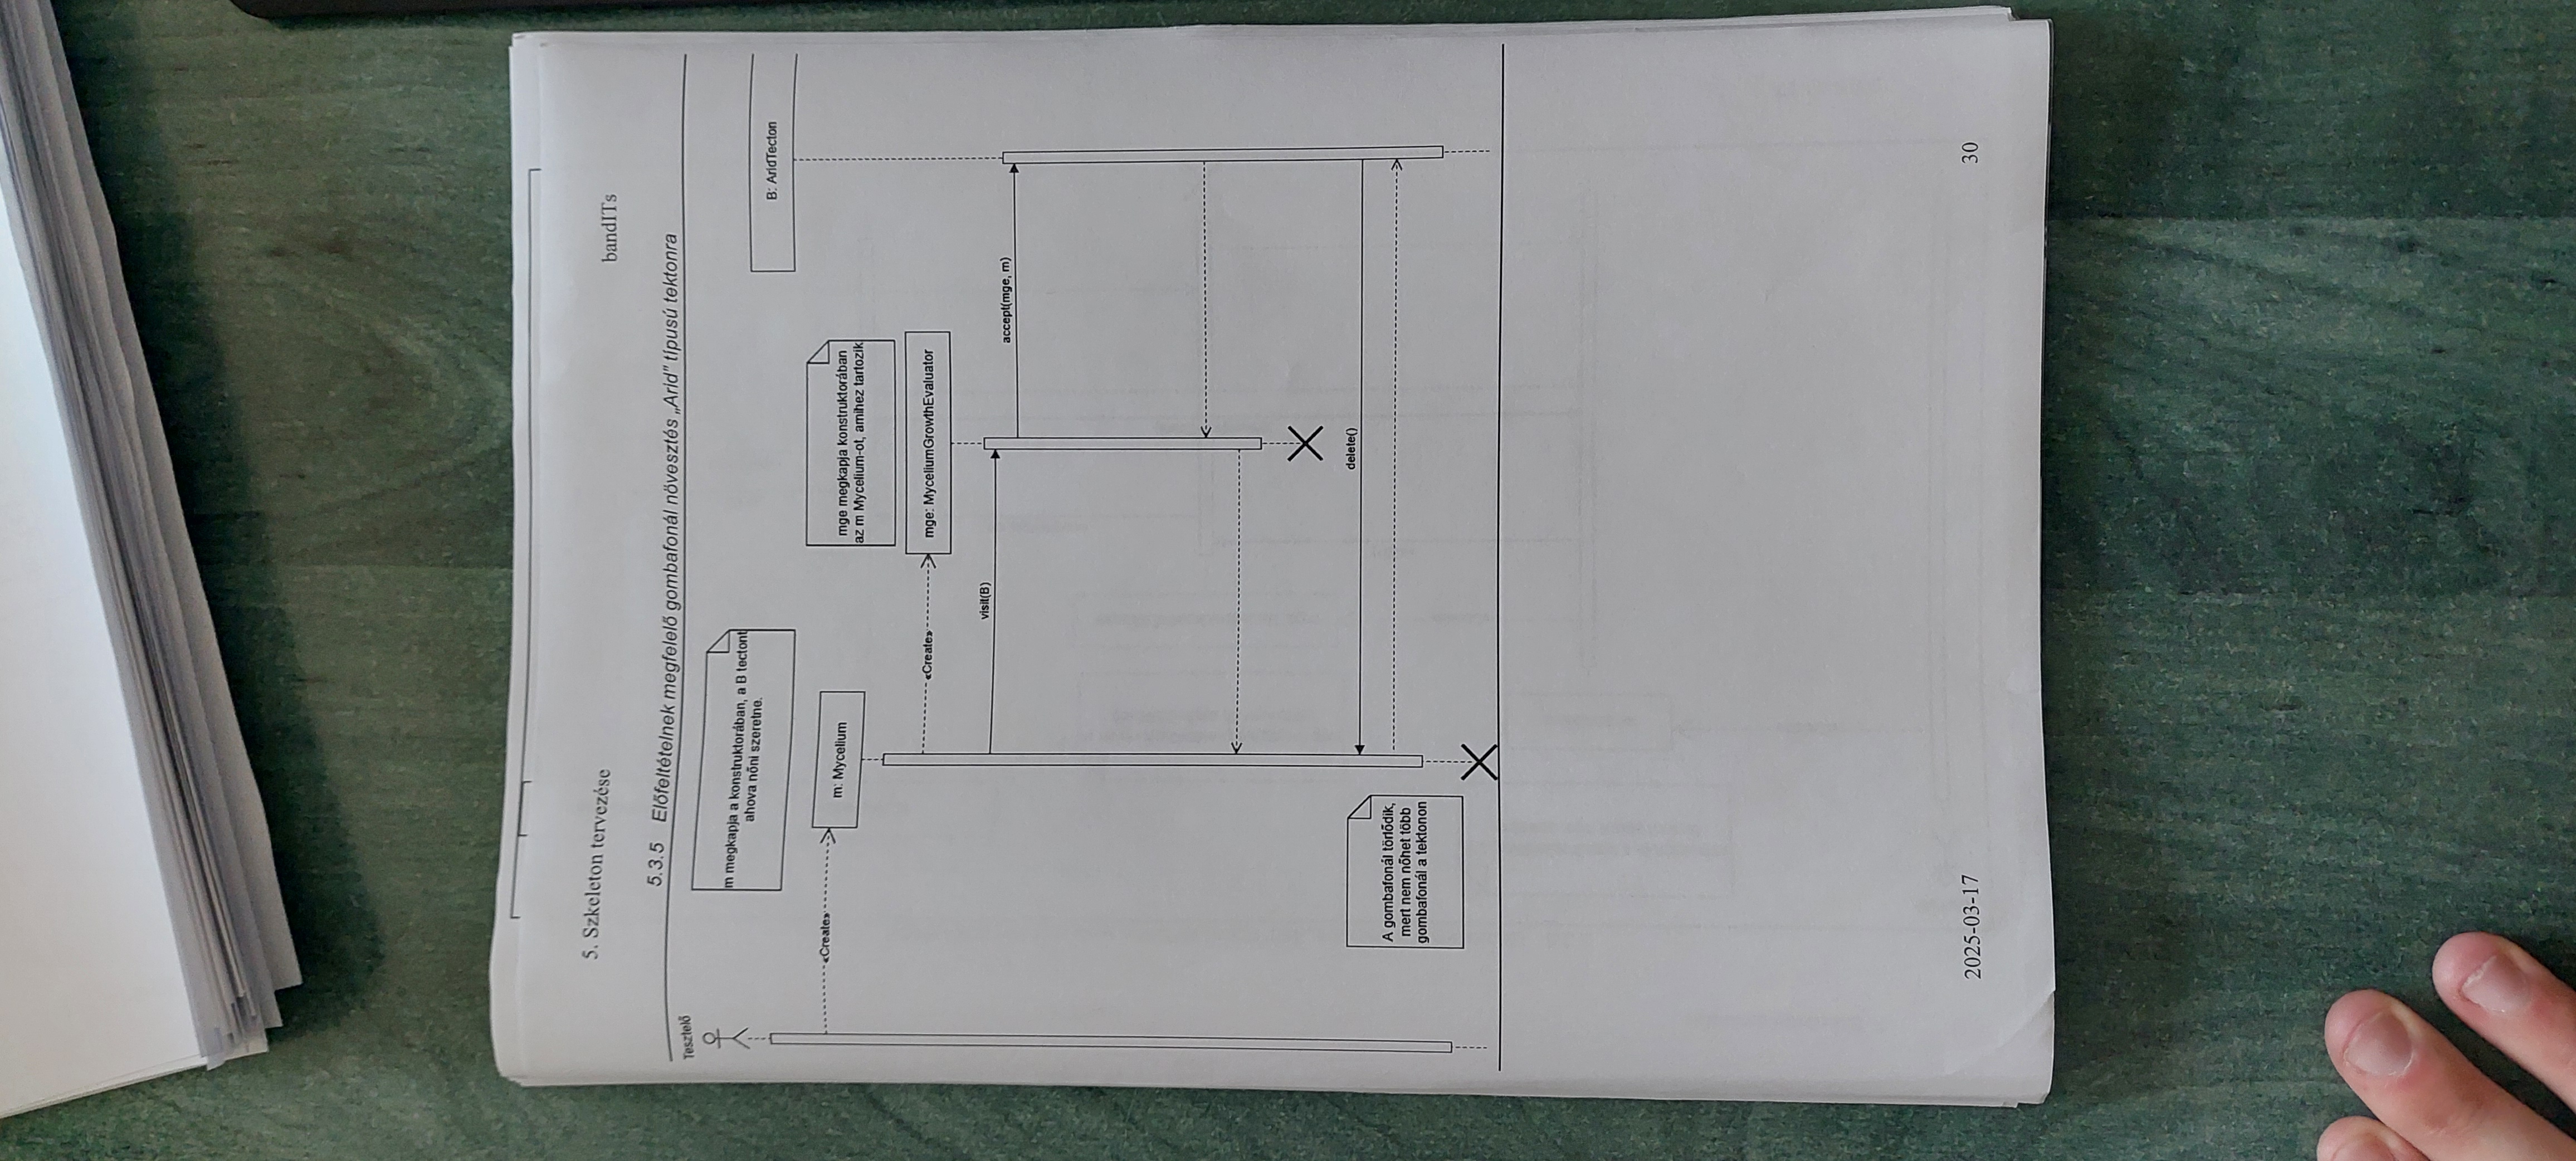 5. Szkeleton tervezése
bandITs
5.3.5 Előfeltételnek megfelelő gombafonál növesztés „Arid” típusú tektonra
Tesztelő
m megkapja a konstruktorában, a B tectont
ahova nőni szeretne.
B: AridTecton
«Create»
m: Mycelium
mge megkapja konstruktorában
az m Mycelium-ot, amihez tartozik
«Create»
mge: MyceliumGrowthEvaluator
visit(B)
accept(mge, m)
delete()
A gombafonál törlődik,
mert nem nőhet több
gombafonál a tektonon
2025-03-17
30